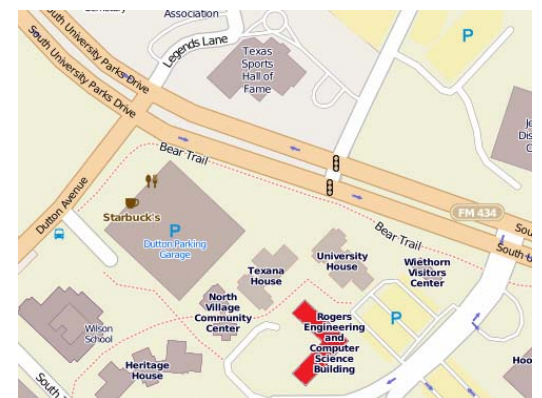 Association
Legends Lane
South University Parks Drive
South University Parks Drive
Texas
Sports
Hall of
Fame
P
Bear Trail
Starbuck's
Dutton Avenue
P
Dutton Parking
Garage
FM 434
Bear Trail
University
House
Texana
House
Wiethorn
Visitors
Center
North
Village
Community
Center
Wilson
School
Rogers
Engineering
and
Computer
Science
Building
P
Heritage
House
South